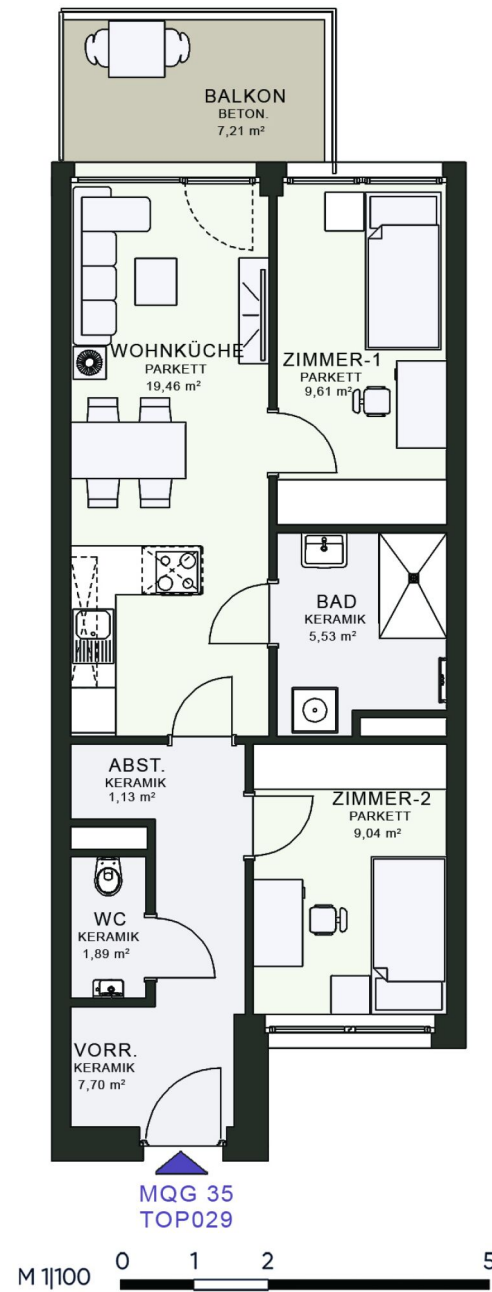 BALKON
BETON.
7,21 m²
WOHNKÜCHE
PARKETT
19,46 m²
ZIMMER-1
PARKETT
9,61 m²
BAD
KERAMIK
5,53 m²
ABST.
KERAMIK
1,13 m²
ZIMMER-2
PARKETT
9,04 m²
WC
KERAMIK
1,89 m²
VORR.
KERAMIK
7,70 m²
MQG 35
TOP029
M 1|100 0 1 2 5